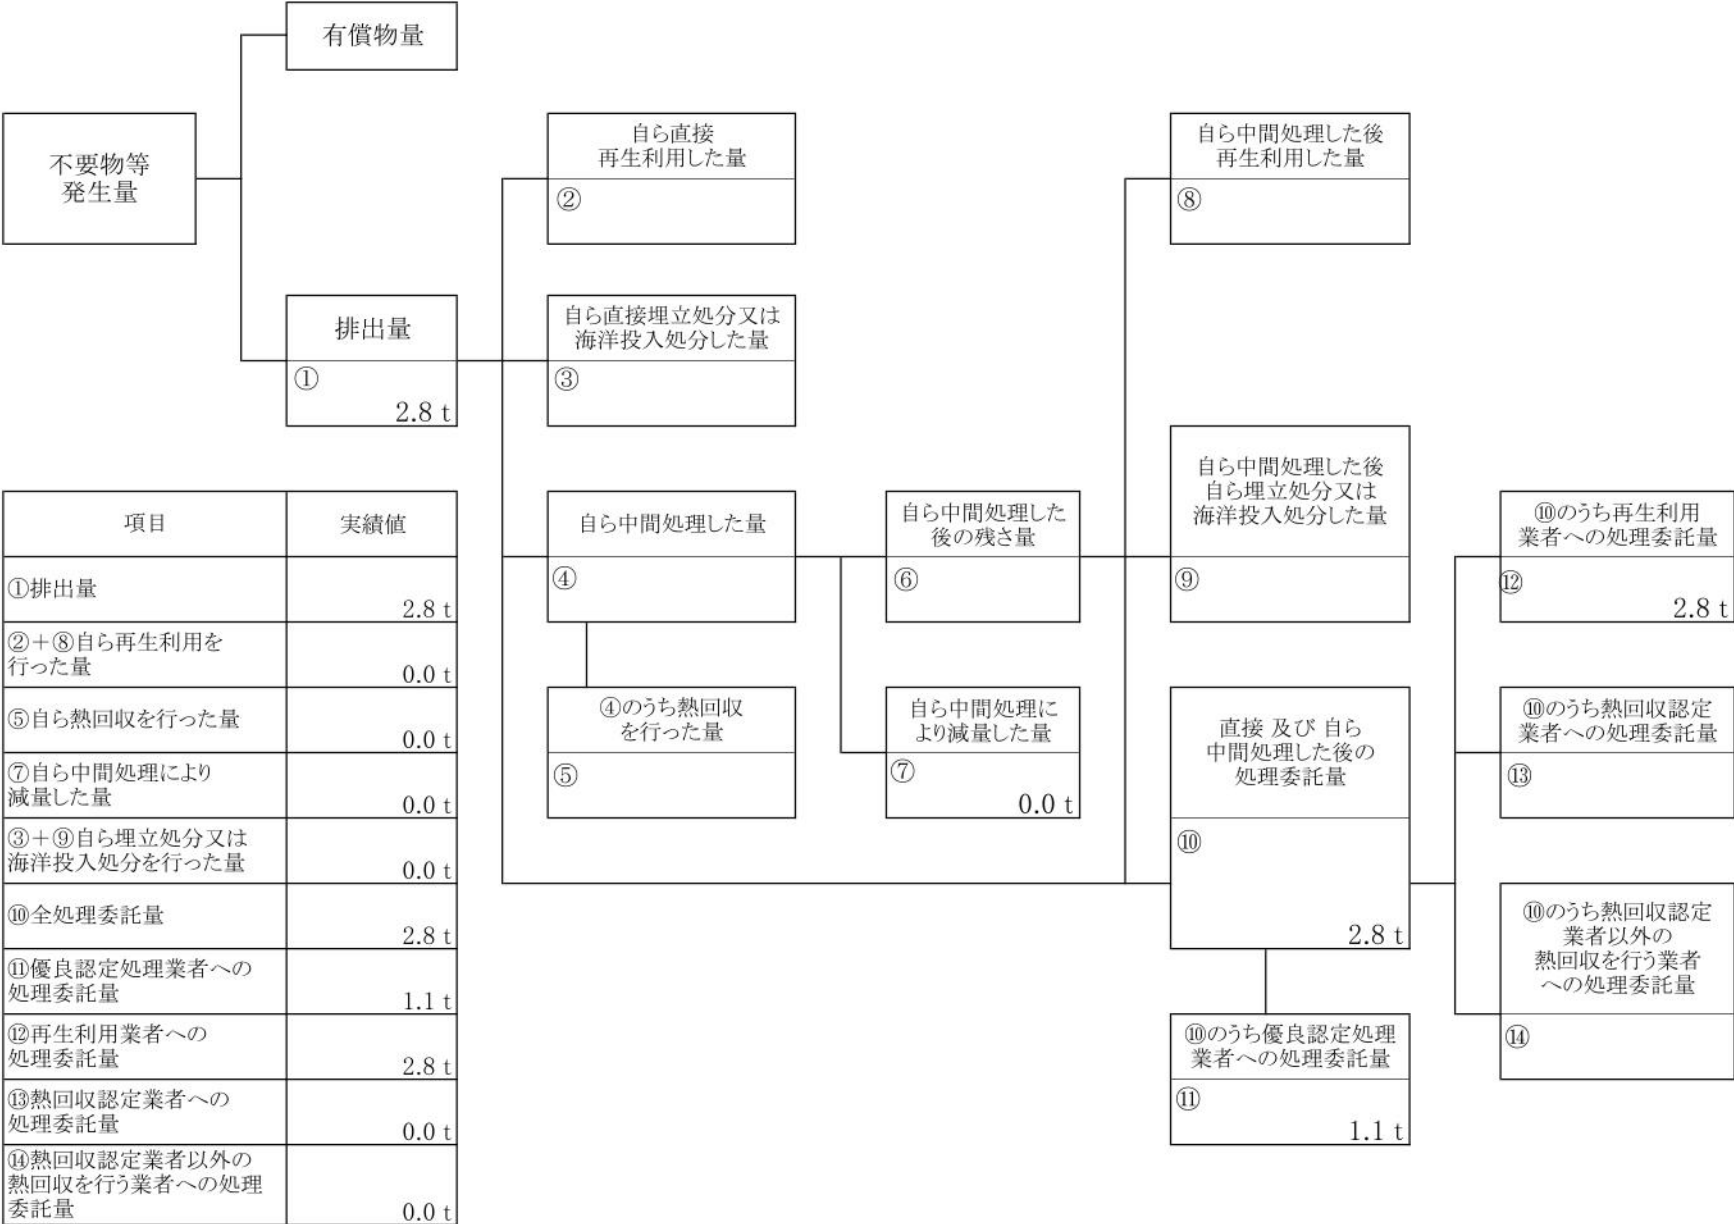 有償物量
不要物等
発生量
自ら直接
再生利用した量
②
自ら中間処理した後
再生利用した量
⑧
排出量
①
2.8 t
自ら直接埋立処分又は
海洋投入処分した量
③
自ら中間処理した量
④
自ら中間処理した
後の残さ量
⑥
自ら中間処理した後
自ら埋立処分又は
海洋投入処分した量
⑨
⑩のうち再生利用
業者への処理委託量
⑫
2.8 t
④のうち熱回収
を行った量
⑤
自ら中間処理に
より減量した量
⑦
0.0 t
直接 及び 自ら
中間処理した後の
処理委託量
⑩
2.8 t
⑩のうち熱回収認定
業者への処理委託量
⑬
⑩のうち熱回収認定
業者以外の
熱回収を行う業者
への処理委託量
⑭
⑩のうち優良認定処理
業者への処理委託量
⑪
1.1 t
項目 実績値
①排出量
2.8 t
②＋⑧自ら再生利用を
行った量
0.0 t
⑤自ら熱回収を行った量
0.0 t
⑦自ら中間処理により
減量した量
0.0 t
③＋⑨自ら埋立処分又は
海洋投入処分を行った量
0.0 t
⑩全処理委託量
2.8 t
⑪優良認定処理業者への
処理委託量
1.1 t
⑫再生利用業者への
処理委託量
2.8 t
⑬熱回収認定業者への
処理委託量
0.0 t
⑭熱回収認定業者以外の
熱回収を行う業者への処理
委託量
0.0 t